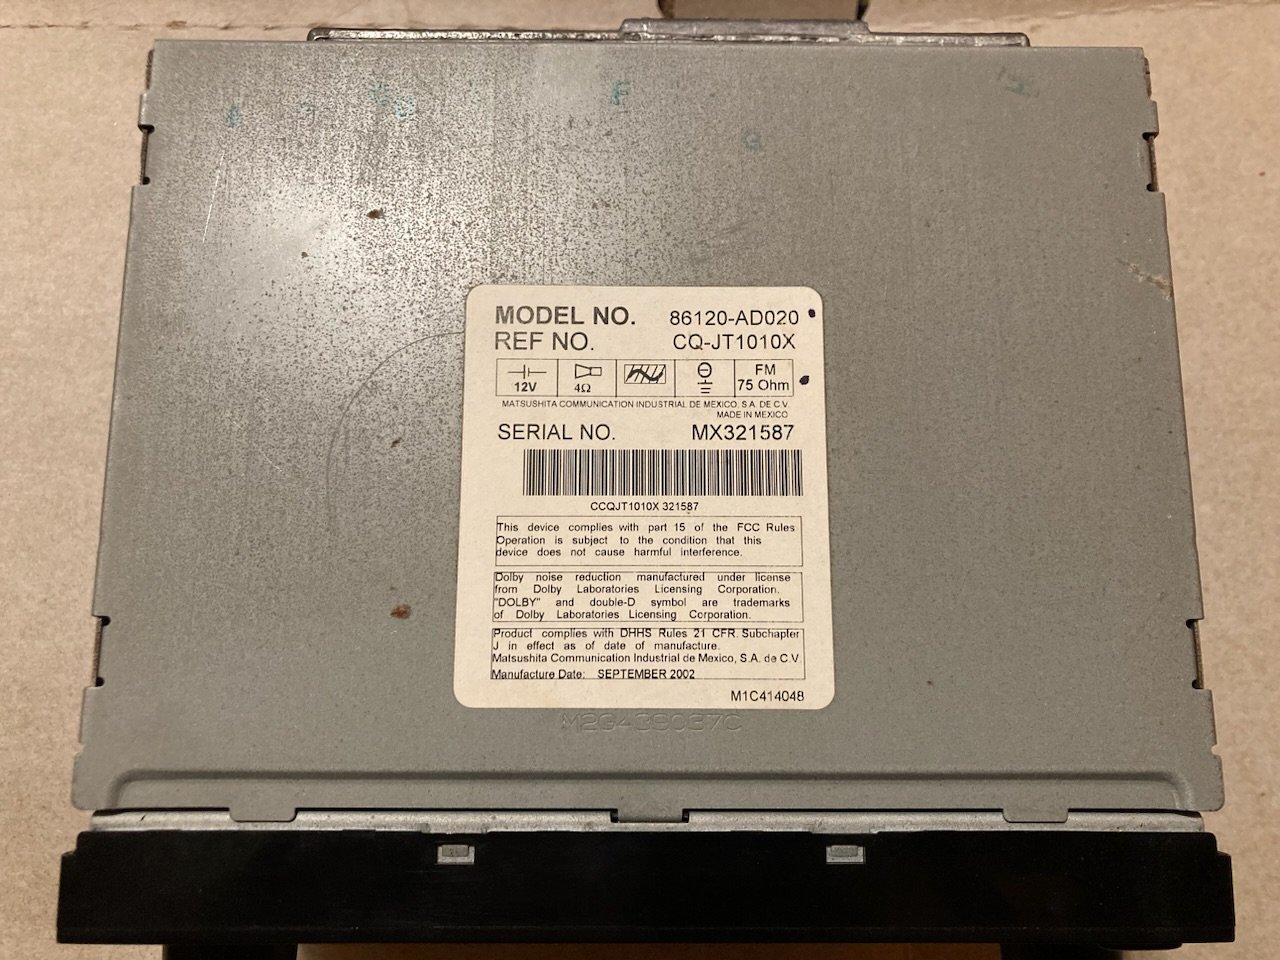 MODEL NO. 86120-AD020
REF NO. CQ-JT1010X
12V 4Ω FM 75 Ohm
MATSUSHITA COMMUNICATION INDUSTRIAL DE MEXICO, S.A. DE C.V.
MADE IN MEXICO
SERIAL NO. MX321587
CCQJT1010X 321587
This device complies with part 15 of the FCC Rules
Operation is subject to the condition that this
device does not cause harmful interference.
Dolby noise reduction manufactured under license
from Dolby Laboratories Licensing Corporation.
"DOLBY" and double-D symbol are trademarks
of Dolby Laboratories Licensing Corporation.
Product complies with DHHS Rules 21 CFR. Subchapter
J in effect as of date of manufacture.
Matsushita Communication Industrial de Mexico, S.A. de C.V.
Manufacture Date: SEPTEMBER 2002
M1C414048
M2G439037C